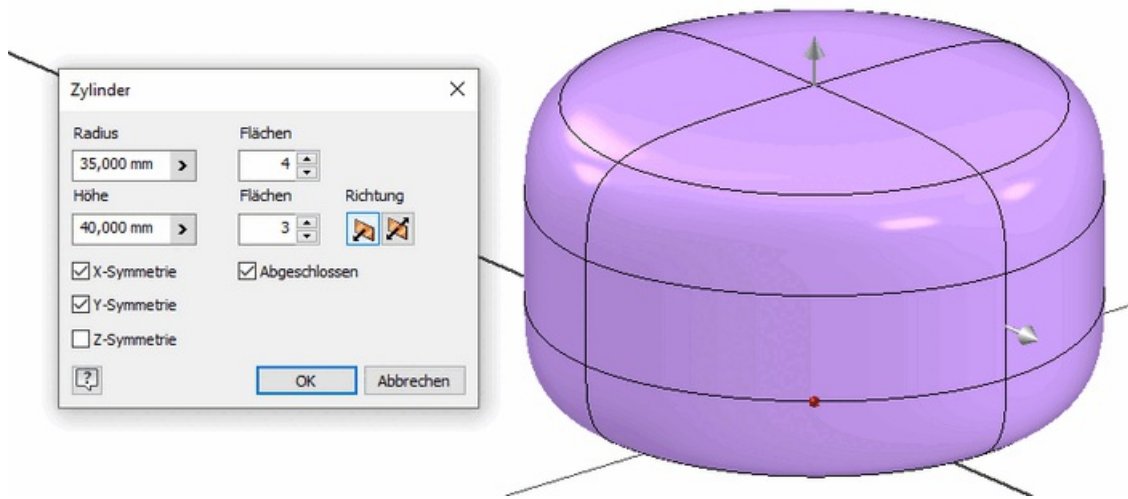 Zylinder
Radius Flächen
35,000 mm 4
Höhe Flächen Richtung
40,000 mm 3
X-Symmetrie Abgeschlossen
Y-Symmetrie
Z-Symmetrie
? OK Abbrechen